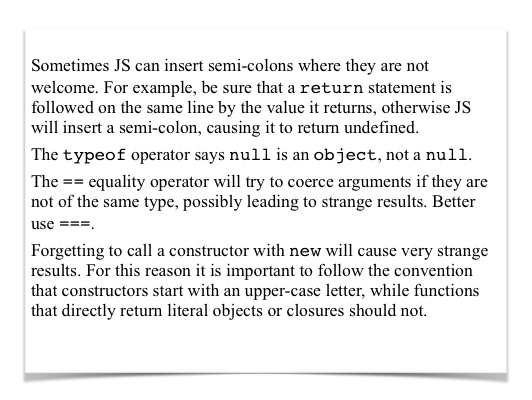 Sometimes JS can insert semi-colons where they are not
welcome. For example, be sure that a return statement is
followed on the same line by the value it returns, otherwise JS
will insert a semi-colon, causing it to return undefined.
The typeof operator says null is an object, not a null.
The == equality operator will try to coerce arguments if they are
not of the same type, possibly leading to strange results. Better
use ===.
Forgetting to call a constructor with new will cause very strange
results. For this reason it is important to follow the convention
that constructors start with an upper-case letter, while functions
that directly return literal objects or closures should not.